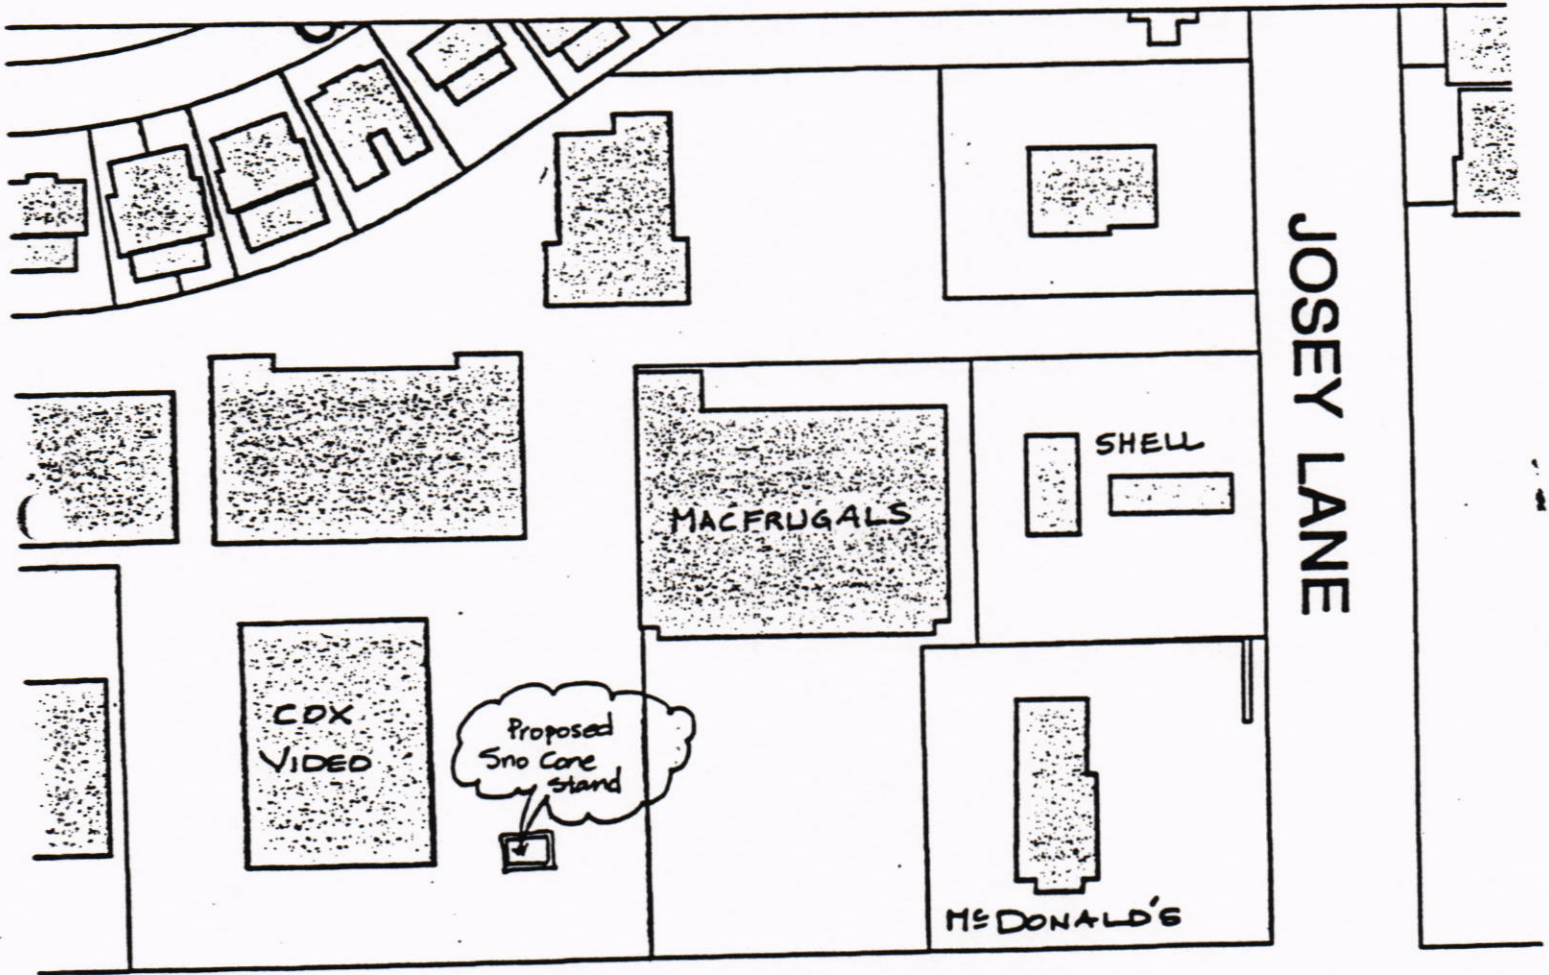 JOSEY LANE
SHELL
MACFRUGALS
COX
VIDEO
Proposed
Sno Cone
Stand
McDONALD'S